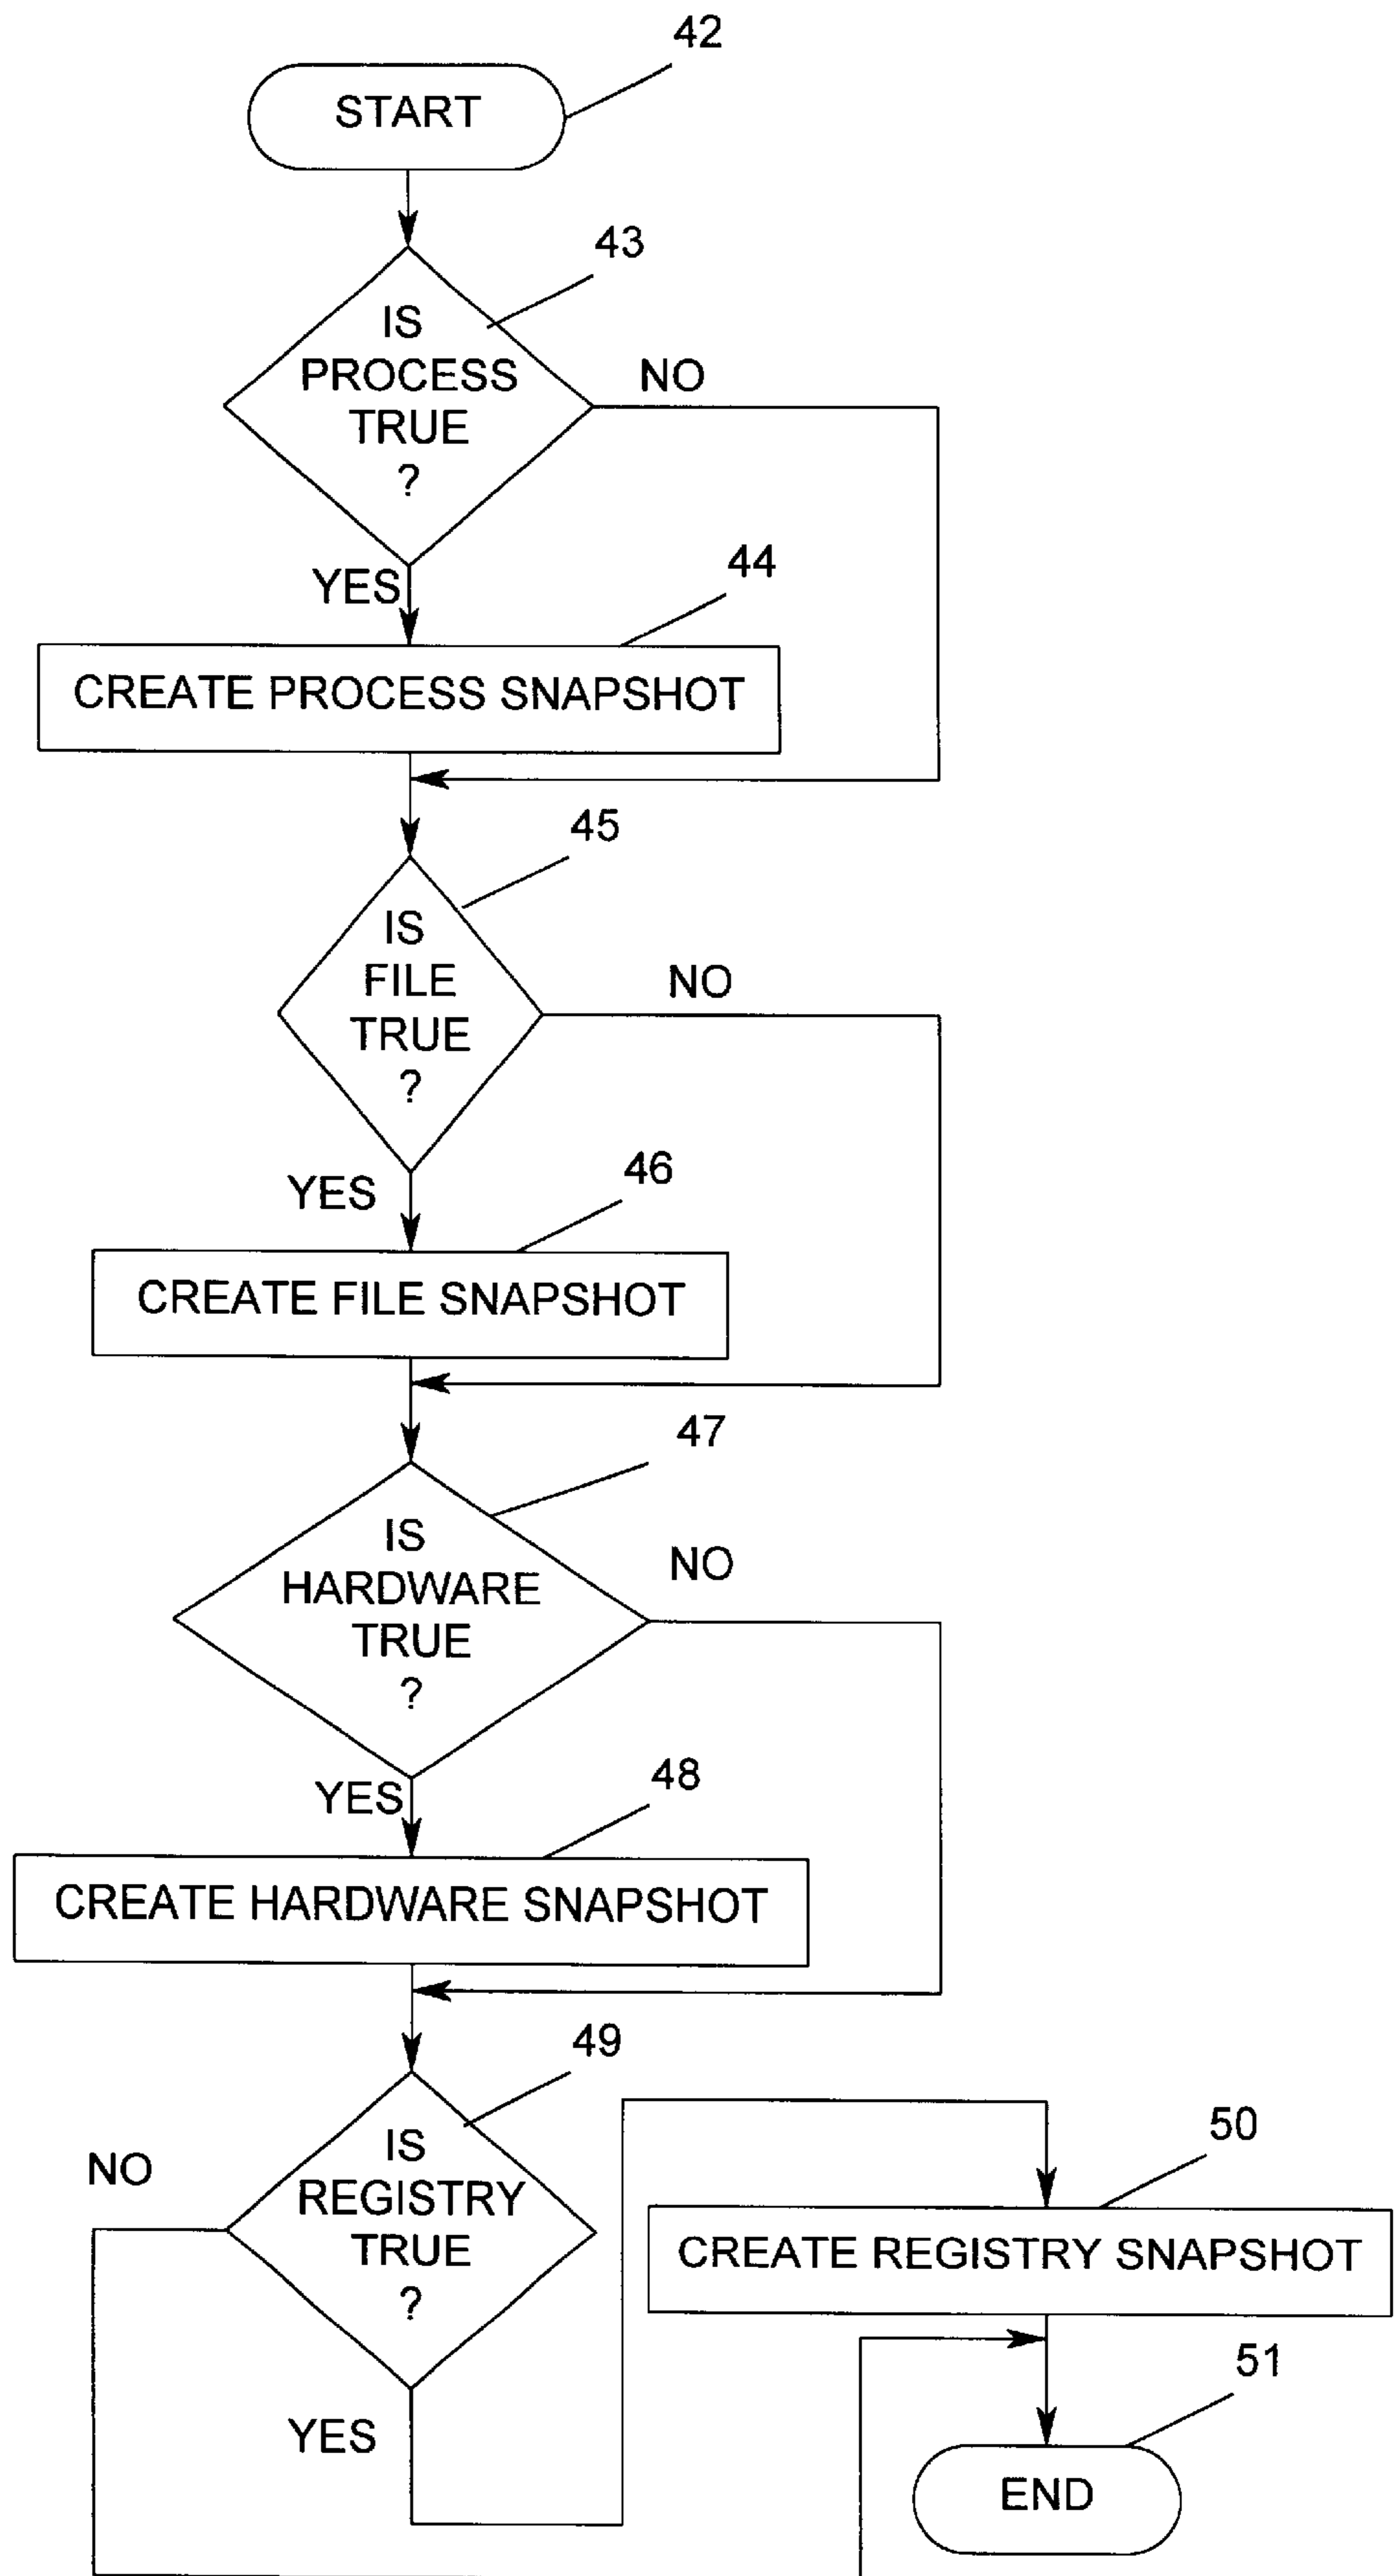 42
START
43
IS
PROCESS
TRUE
?
NO
YES
44
CREATE PROCESS SNAPSHOT
45
IS
FILE
TRUE
?
NO
YES
46
CREATE FILE SNAPSHOT
47
IS
HARDWARE
TRUE
?
NO
YES
48
CREATE HARDWARE SNAPSHOT
49
IS
REGISTRY
TRUE
?
NO
YES
50
CREATE REGISTRY SNAPSHOT
51
END